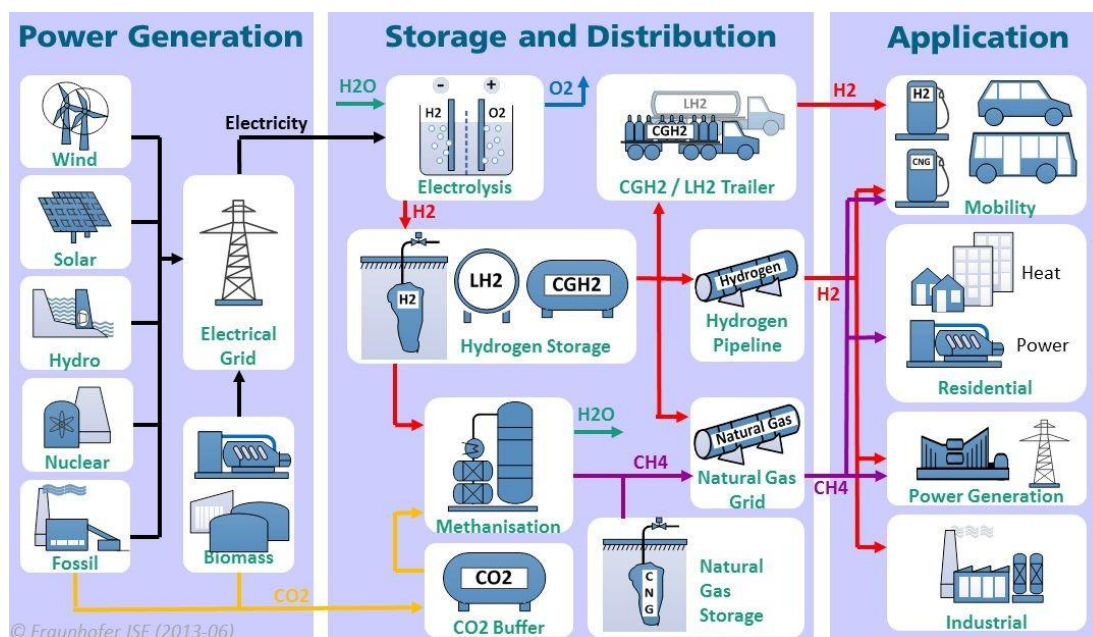 Power Generation
Wind
Solar
Hydro
Nuclear
Fossil
Electricity
Electrical
Grid
Biomass
CO2
© Fraunhofer ISE (2013-06)
Storage and Distribution
H2O
- +
H2 O2
Electrolysis
O2
LH2
CGH2
CGH2 / LH2 Trailer
H2
H2
LH2
CGH2
Hydrogen Storage
Hydrogen
Hydrogen
Pipeline
H2
Methanisation
H2O
CH4
Natural Gas
Natural Gas
Grid
CH4
CO2
CO2 Buffer
C
N
G
Natural
Gas
Storage
Application
H2
H2
CNG
Mobility
Heat
Power
Residential
Power Generation
Industrial